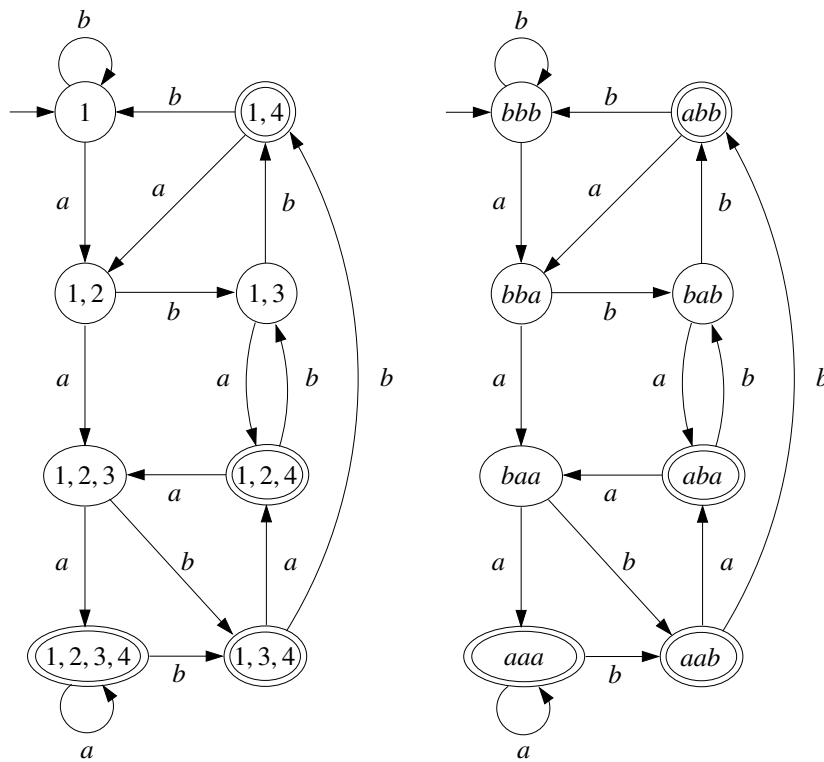 b b
1 1, 4 b bbb abb b
a a b a a b
1, 2 1, 3 b bba bab b
a a b b a a b b
1, 2, 3 1, 2, 4 a baa aba a
a b a a b a
1, 2, 3, 4 1, 3, 4 b aaa aab b
a a